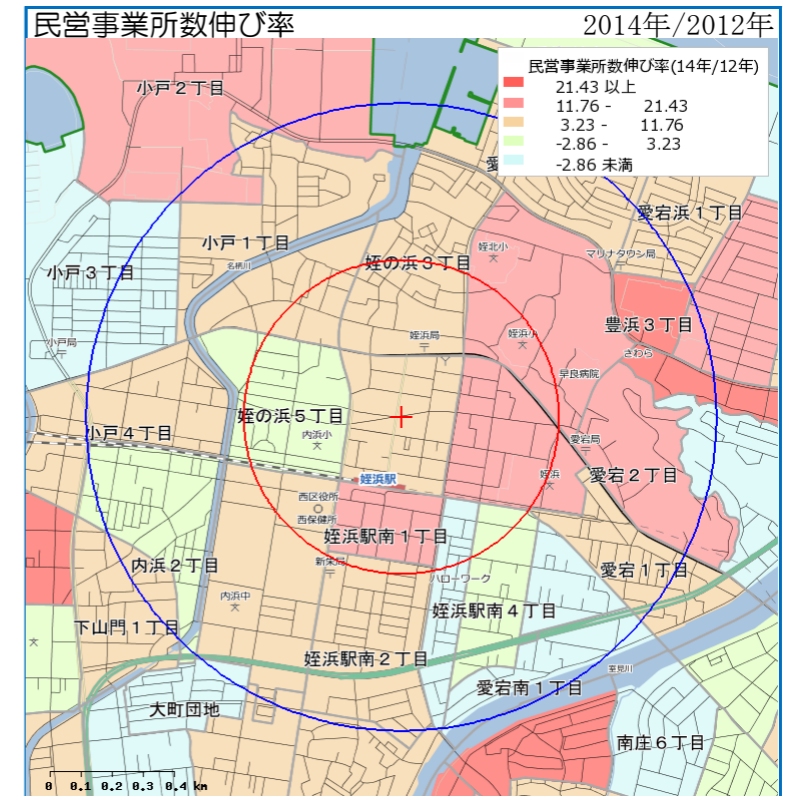 民営事業所数伸び率
2014年/2012年
民営事業所数伸び率(14年/12年)
21.43 以上
11.76 - 21.43
3.23 - 11.76
-2.86 - 3.23
-2.86 未満
小戸２丁目
愛宕浜１丁目
小戸１丁目
姪北小
マリナタウン局
姪の浜３丁目
名柄川
小戸３丁目
豊浜３丁目
姪浜局
姪浜小
小戸局
さわら
早良病院
姪の浜５丁目
小戸４丁目
内浜小
愛宕局
姪浜
愛宕２丁目
姪浜駅
西区役所
西保健所
姪浜駅南１丁目
新栄局
内浜２丁目
愛宕１丁目
ハローワーク
内浜中
姪浜駅南４丁目
下山門１丁目
姪浜駅南２丁目
室見川
愛宕南１丁目
大町団地
南庄６丁目
0 0.1 0.2 0.3 0.4 km